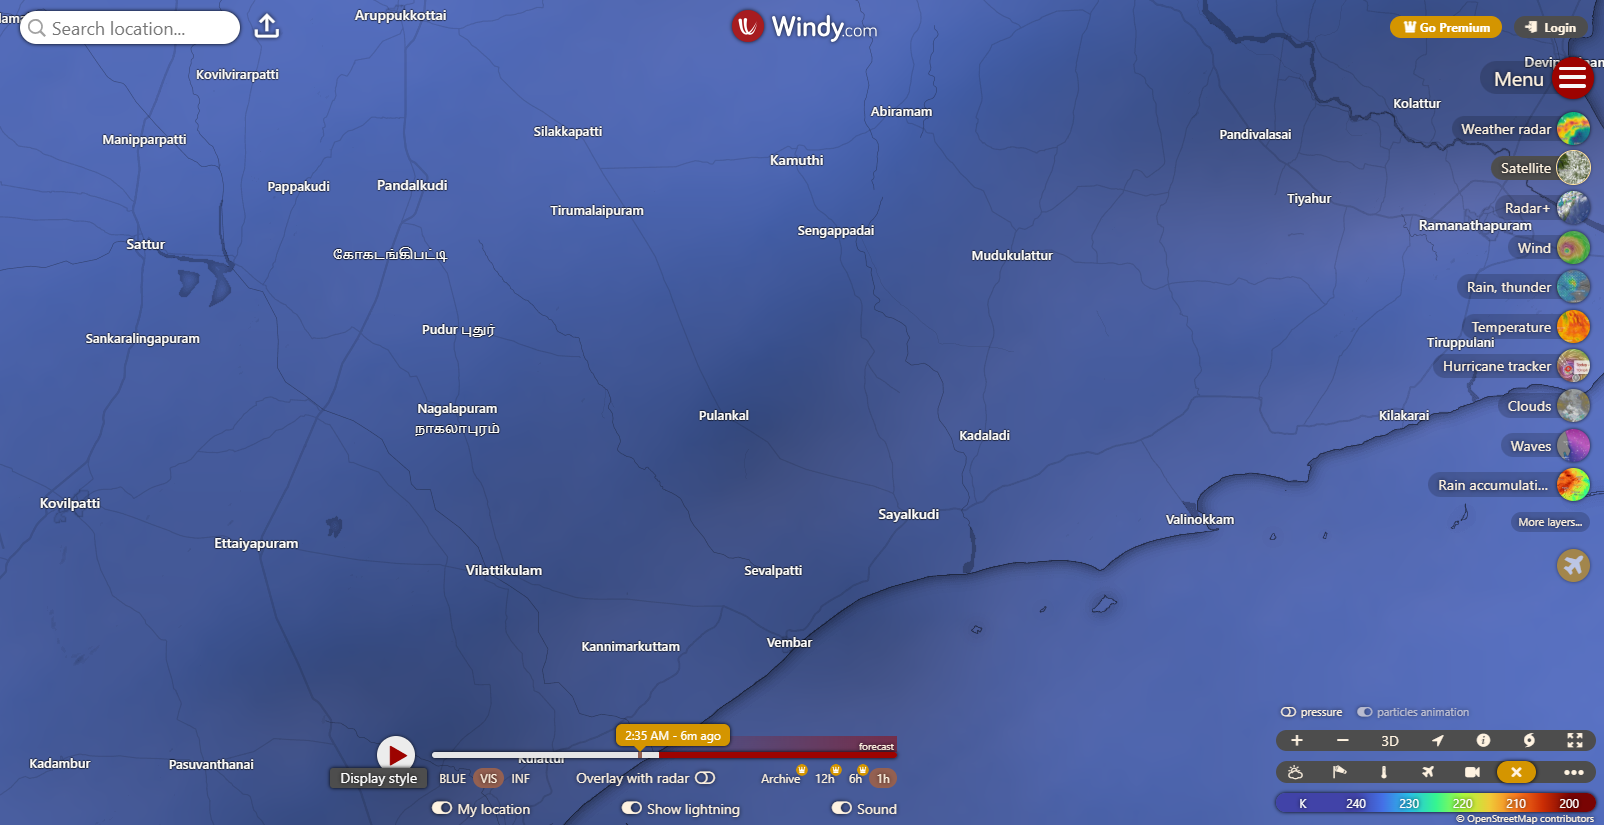 Aruppukkottai
Search location...
Windy.com
Go Premium
Login
Menu
Kovilvirarpatti
Kolattur
Abiramam
Weather radar
Silakkapatti
Pandivalasai
Manipparpatti
Kamuthi
Satellite
Pappakudi
Pandalkudi
Tiyahur
Tirumalaipuram
Radar+
Ramanathapuram
Sengappadai
Sattur
Wind
கோகடங்கிபட்டி
Mudukulattur
Rain, thunder
Pudur புதுர்
Temperature
Sankaralingapuram
Tiruppulani
Hurricane tracker
Nagalapuram
நாகலாபுரம்
Clouds
Pulankal
Kilakarai
Kadaladi
Waves
Rain accumulati...
Kovilpatti
Sayalkudi
Valinokkam
More layers...
Ettaiyapuram
Vilattikulam
Sevalpatti
Kannimarkuttam
Vembar
pressure
particles animation
2:35 AM - 6m ago
forecast
3D
Kadambur
Pasuvanthanai
Kulattur
Display style
BLUE
VIS
INF
Overlay with radar
Archive
12h
6h
1h
My location
Show lightning
Sound
K 240 230 220 210 200
© OpenStreetMap contributors